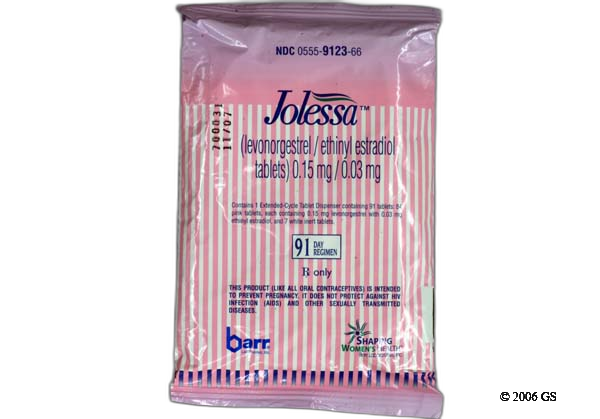 NDC 0555-9123-66
Jolessa™
(levonorgestrel / ethinyl estradiol
tablets) 0.15 mg / 0.03 mg
11/07
Contains 1 Extended-Cycle Tablet Dispenser containing 91 tablets: 84
pink tablets, each containing 0.15 mg levonorgestrel with 0.03 mg
ethinyl estradiol, and 7 white inert tablets.
91 DAY
REGIMEN
℞ only
THIS PRODUCT (LIKE ALL ORAL CONTRACEPTIVES) IS INTENDED
TO PREVENT PREGNANCY. IT DOES NOT PROTECT AGAINST HIV
INFECTION (AIDS) AND OTHER SEXUALLY TRANSMITTED
DISEASES.
barr
SHAPING
WOMEN'S HEALTH
© 2006 GS